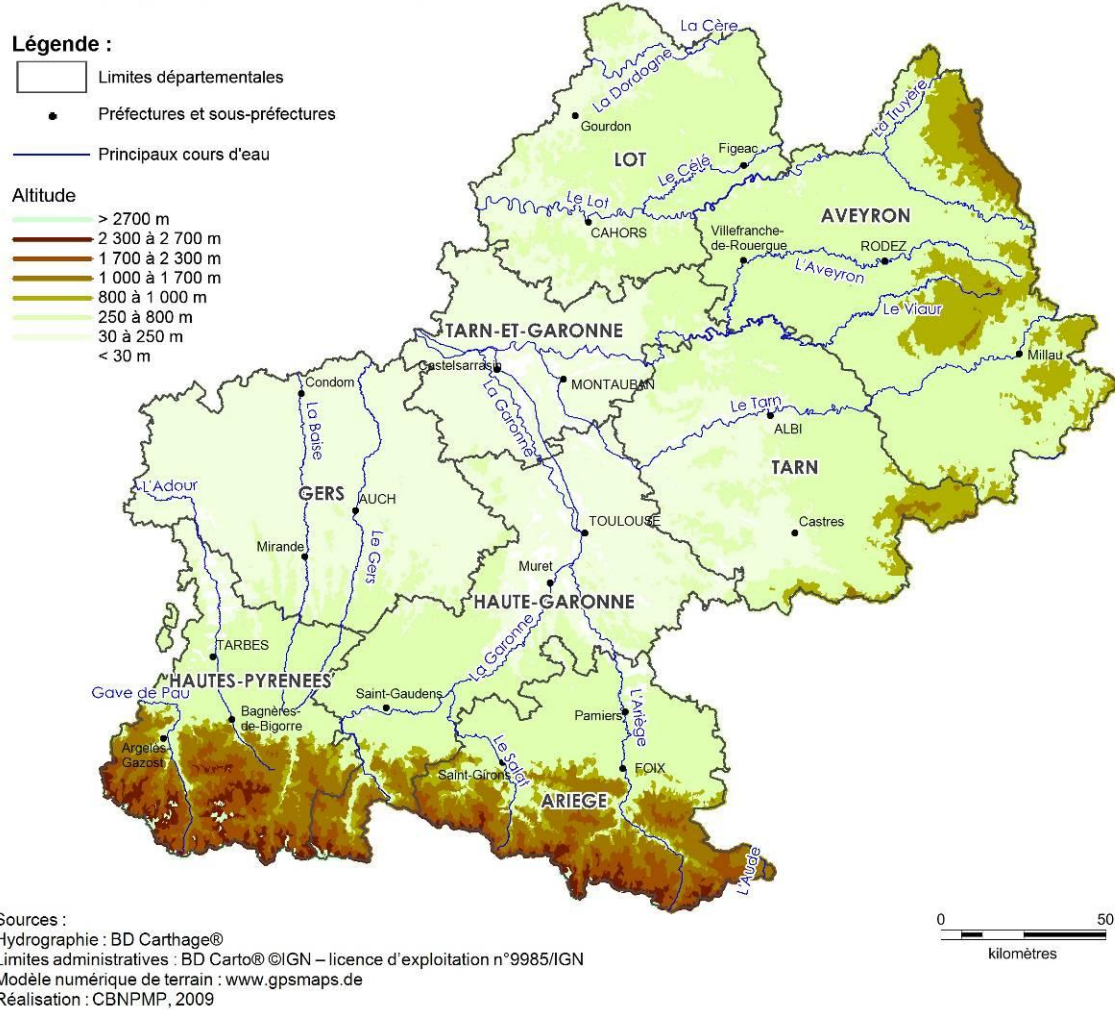 Légende :
Limites départementales
Préfectures et sous-préfectures
Principaux cours d'eau
Altitude
> 2700 m
2 300 à 2 700 m
1 700 à 2 300 m
1 000 à 1 700 m
800 à 1 000 m
250 à 800 m
30 à 250 m
< 30 m
La Cère
La Dordogne
Gourdon
LOT
Figeac
Le Célé
Le Lot
CAHORS
La Truyère
AVEYRON
Villefranche-
de-Rouergue
RODEZ
L'Aveyron
Le Viaur
Millau
TARN-ET-GARONNE
Castelsarrasin
MONTAUBAN
La Garonne
Le Tarn
ALBI
TARN
Castres
Condom
La Baise
GERS
AUCH
L'Adour
Mirande
Le Gers
TOULOUSE
Muret
HAUTE-GARONNE
La Garonne
TARBES
HAUTES-PYRENEES
Gave de Pau
Bagnères-
de-Bigorre
Argelès-
Gazost
Saint-Gaudens
Pamiers
L'Ariège
Le Salat
Saint-Girons
FOIX
ARIEGE
L'Aude
Sources :
Hydrographie : BD Carthage®
Limites administratives : BD Carto® ©IGN – licence d'exploitation n°9985/IGN
Modèle numérique de terrain : www.gpsmaps.de
Réalisation : CBNPMP, 2009
0 50
kilomètres